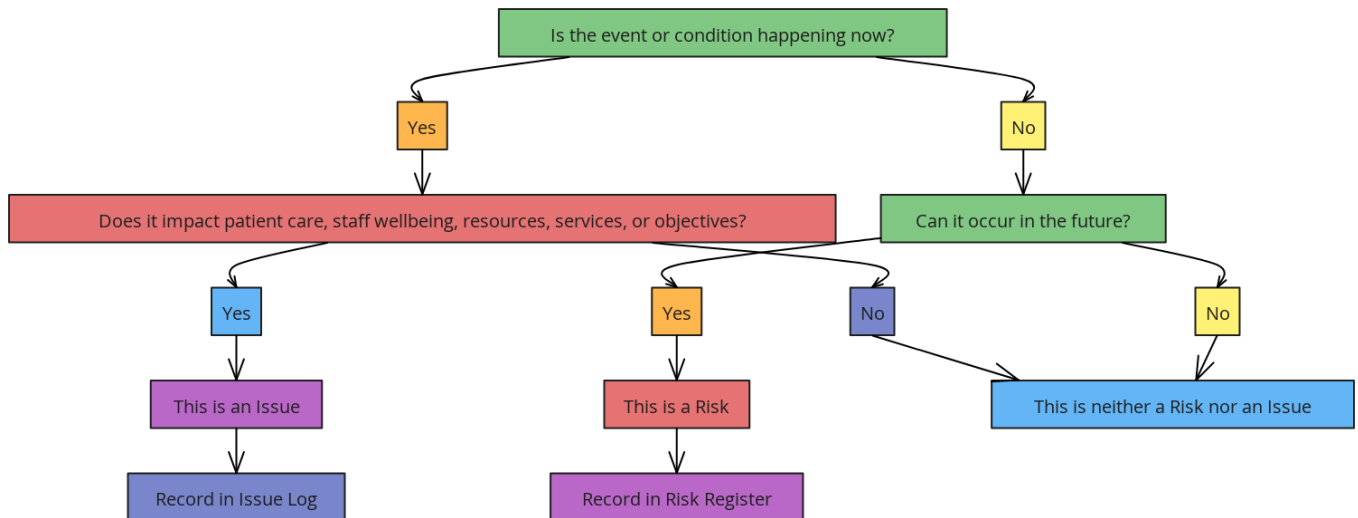 Is the event or condition happening now?
Yes
No
Does it impact patient care, staff wellbeing, resources, services, or objectives?
Can it occur in the future?
Yes
Yes
No
No
This is an Issue
This is a Risk
This is neither a Risk nor an Issue
Record in Issue Log
Record in Risk Register